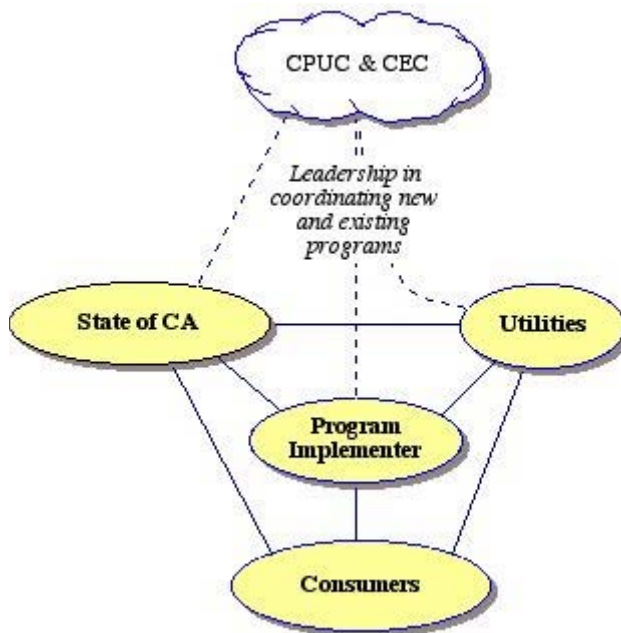 CPUC & CEC
Leadership in
coordinating new
and existing
programs
State of CA
Utilities
Program
Implementer
Consumers